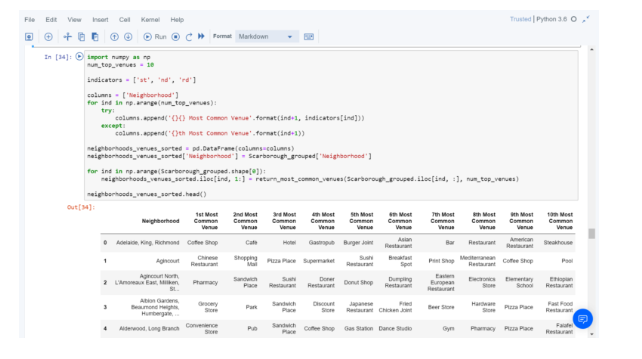 File Edit View Insert Cell Kernel Help Trusted Python 3.6
Run Format Markdown
In [34]: import numpy as np
num_top_venues = 10
indicators = ['st', 'nd', 'rd']
columns = ['Neighborhood']
for ind in np.arange(num_top_venues):
try:
columns.append('{}{} Most Common Venue'.format(ind+1, indicators[ind]))
except:
columns.append('{}th Most Common Venue'.format(ind+1))
neighborhoods_venues_sorted = pd.DataFrame(columns=columns)
neighborhoods_venues_sorted['Neighborhood'] = Scarborough_grouped['Neighborhood']
for ind in np.arange(Scarborough_grouped.shape[0]):
neighborhoods_venues_sorted.iloc[ind, 1:] = return_most_common_venues(Scarborough_grouped.iloc[ind, :], num_top_venues)
neighborhoods_venues_sorted.head()
Out[34]:
1st Most 2nd Most 3rd Most 4th Most 5th Most 6th Most 7th Most 8th Most 9th Most 10th Most
Neighborhood Common Common Common Common Common Common Common Common Common Common
Venue Venue Venue Venue Venue Venue Venue Venue Venue Venue
0 Adelaide, King, Richmond Coffee Shop Café Hotel Gastropub Burger Joint Asian Restaurant Bar Restaurant American Restaurant Steakhouse
1 Agincourt Chinese Restaurant Shopping Mall Pizza Place Supermarket Sushi Restaurant Breakfast Spot Print Shop Mediterranean Restaurant Coffee Shop Pool
2 Agincourt North, L'Amoreaux East, Milliken, St... Pharmacy Sandwich Place Sushi Restaurant Doner Restaurant Donut Shop Dumpling Restaurant Eastern European Restaurant Electronics Store Elementary School Ethiopian Restaurant
3 Albion Gardens, Beaumond Heights, Humbergate, ... Grocery Store Park Sandwich Place Discount Store Japanese Restaurant Fried Chicken Joint Beer Store Hardware Store Pizza Place Fast Food Restaurant
4 Alderwood, Long Branch Convenience Store Pub Sandwich Place Coffee Shop Gas Station Dance Studio Gym Pharmacy Pizza Place Falafel Restaurant